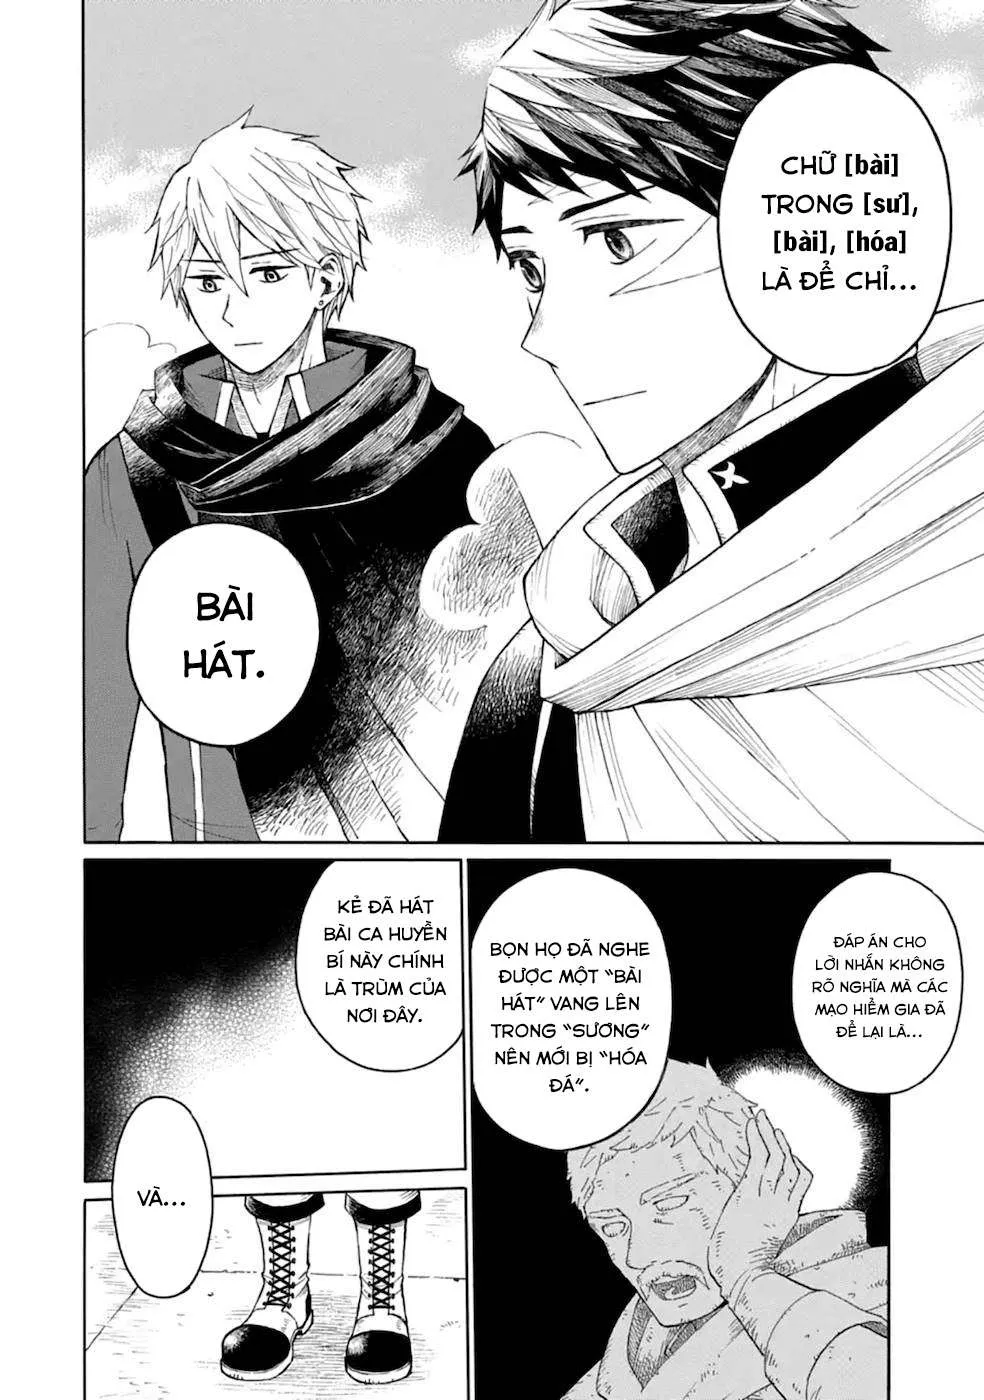 CHỮ [bài]
TRONG [sư],
[bài], [hóa]
LÀ ĐỂ CHỈ...
BÀI
HÁT.
ĐÁP ÁN CHO
LỜI NHẮN KHÔNG
RÕ NGHĨA MÀ CÁC
MẠO HIỂM GIA ĐÃ
ĐỂ LẠI LÀ...
BỌN HỌ ĐÃ NGHE
ĐƯỢC MỘT "BÀI
HÁT" VANG LÊN
TRONG "SƯƠNG"
NÊN MỚI BỊ "HÓA
ĐÁ".
KẺ ĐÃ HÁT
BÀI CA HUYỀN
BÍ NÀY CHÍNH
LÀ TRÙM CỦA
NƠI ĐÂY.
VÀ...